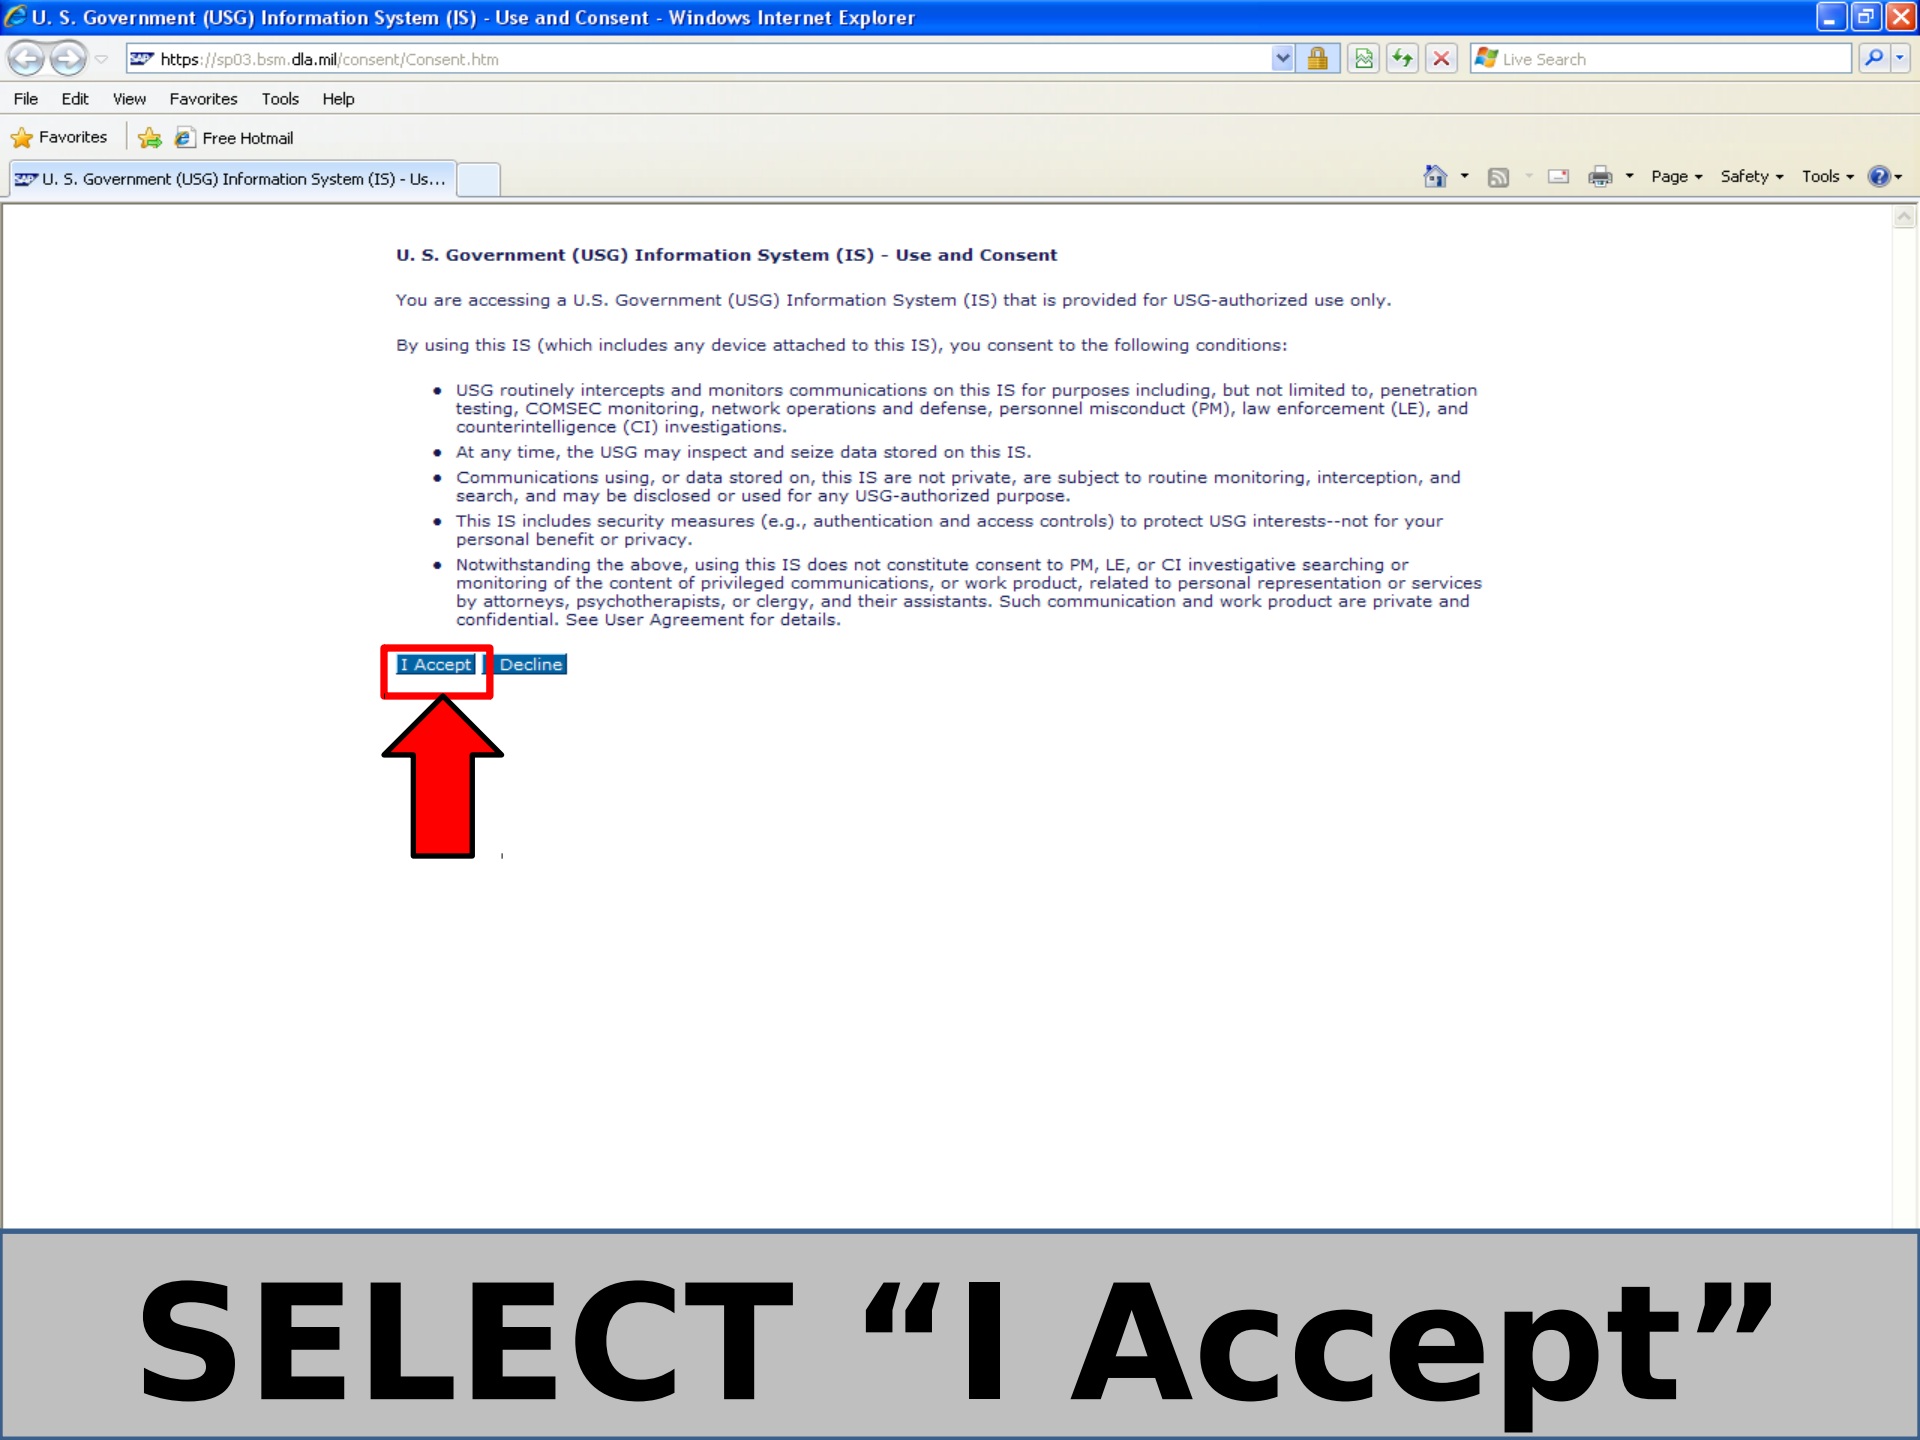 U. S. Government (USG) Information System (IS) - Use and Consent - Windows Internet Explorer
SAP https://sp03.bsm.dla.mil/consent/Consent.htm
Live Search
File Edit View Favorites Tools Help
Favorites Free Hotmail
SAP U. S. Government (USG) Information System (IS) - Us...
Page Safety Tools
U. S. Government (USG) Information System (IS) - Use and Consent
You are accessing a U.S. Government (USG) Information System (IS) that is provided for USG-authorized use only.
By using this IS (which includes any device attached to this IS), you consent to the following conditions:
• USG routinely intercepts and monitors communications on this IS for purposes including, but not limited to, penetration
testing, COMSEC monitoring, network operations and defense, personnel misconduct (PM), law enforcement (LE), and
counterintelligence (CI) investigations.
• At any time, the USG may inspect and seize data stored on this IS.
• Communications using, or data stored on, this IS are not private, are subject to routine monitoring, interception, and
search, and may be disclosed or used for any USG-authorized purpose.
• This IS includes security measures (e.g., authentication and access controls) to protect USG interests--not for your
personal benefit or privacy.
• Notwithstanding the above, using this IS does not constitute consent to PM, LE, or CI investigative searching or
monitoring of the content of privileged communications, or work product, related to personal representation or services
by attorneys, psychotherapists, or clergy, and their assistants. Such communication and work product are private and
confidential. See User Agreement for details.
I Accept Decline
SELECT “I Accept”